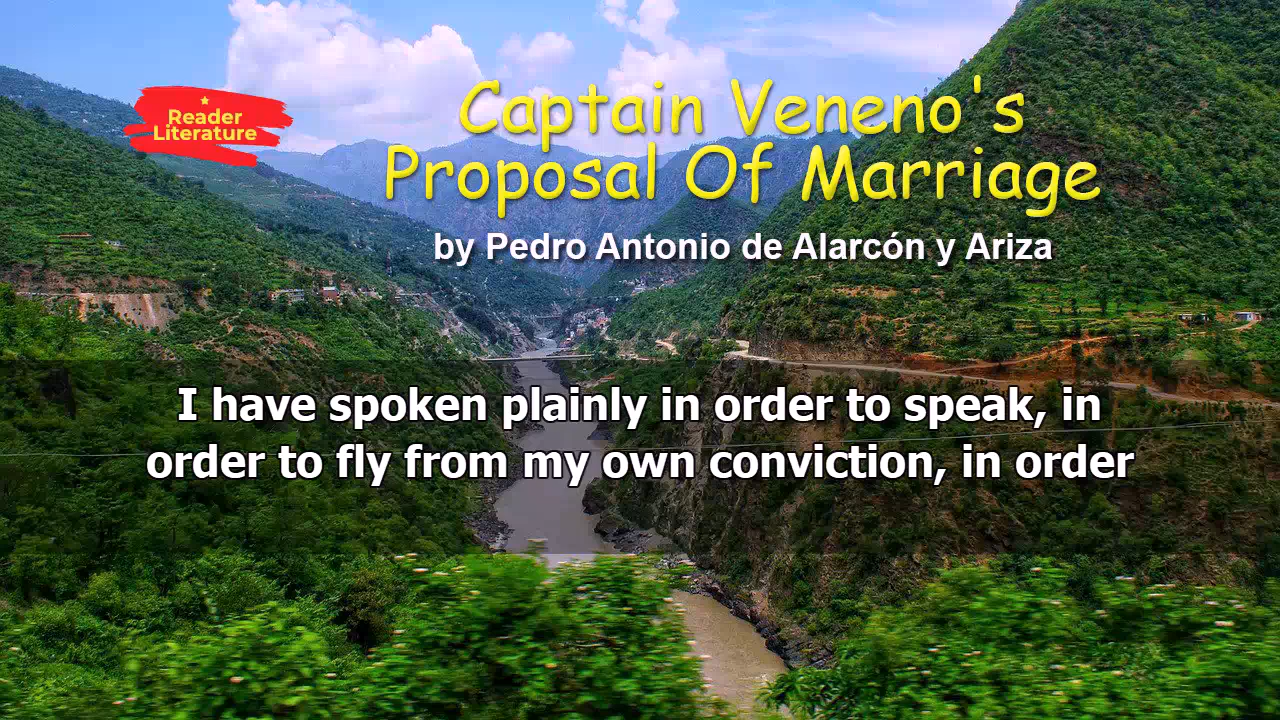 Reader
Literature
Captain Veneno's
Proposal Of Marriage
by Pedro Antonio de Alarcón y Ariza
I have spoken plainly in order to speak, in
order to fly from my own conviction, in order